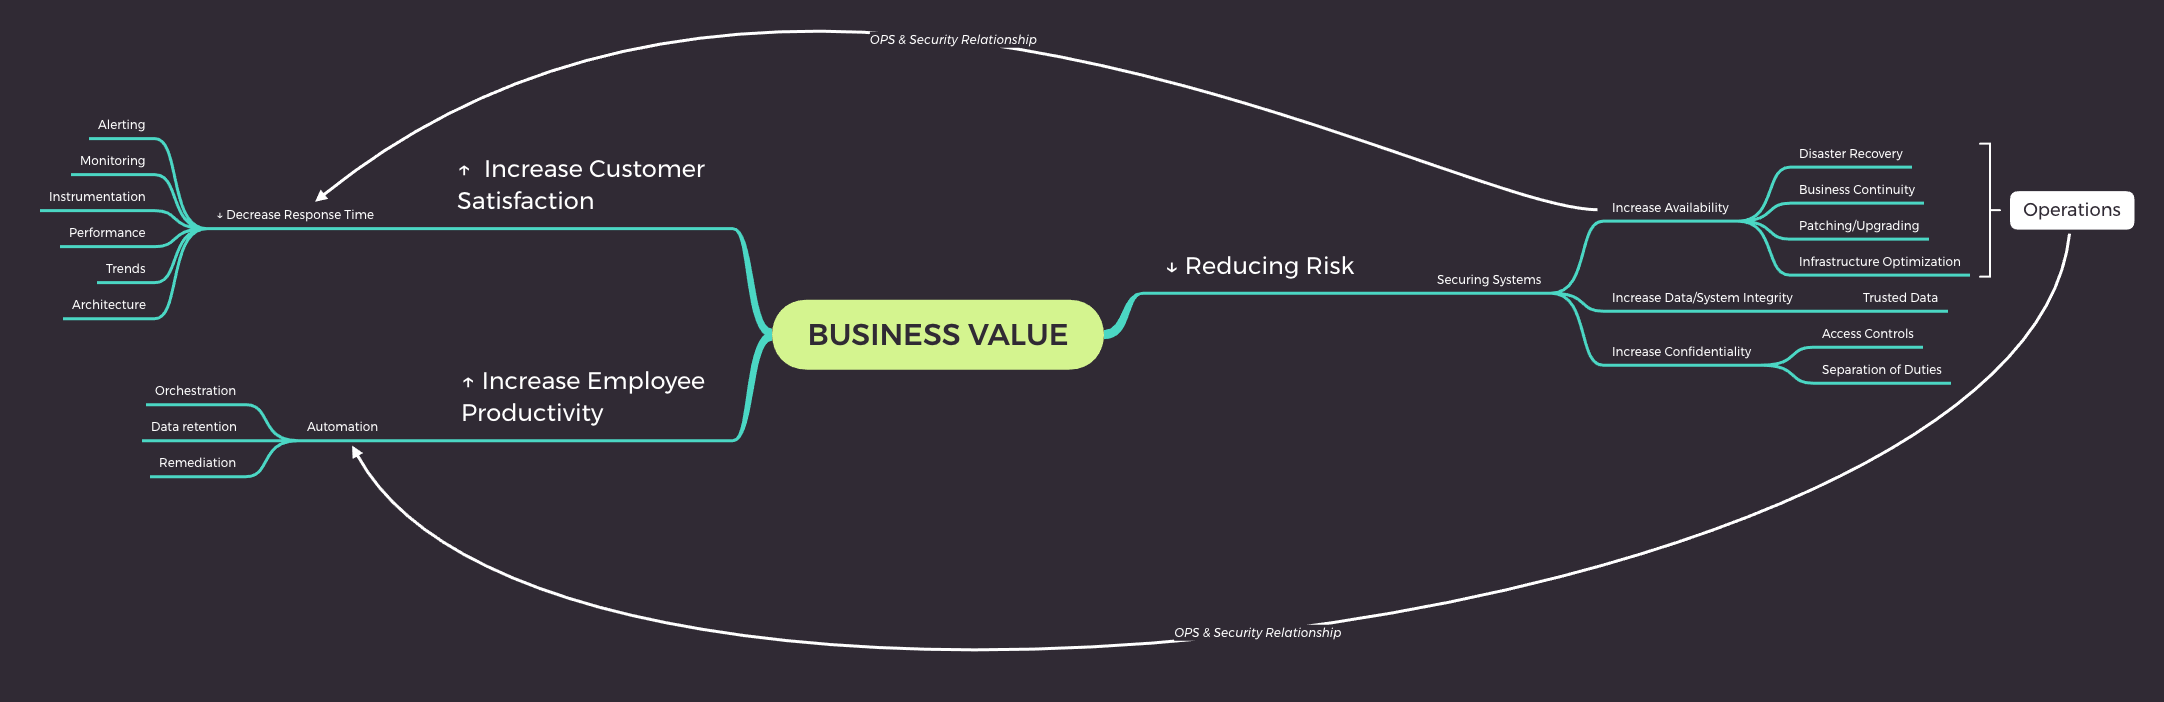 OPS & Security Relationship
Alerting
Monitoring
Instrumentation
Performance
Trends
Architecture
↓ Decrease Response Time
↑ Increase Customer
Satisfaction
Orchestration
Data retention
Remediation
Automation
↑ Increase Employee
Productivity
BUSINESS VALUE
↓ Reducing Risk
Securing Systems
Increase Availability
Disaster Recovery
Business Continuity
Patching/Upgrading
Infrastructure Optimization
Operations
Increase Data/System Integrity
Trusted Data
Increase Confidentiality
Access Controls
Separation of Duties
OPS & Security Relationship